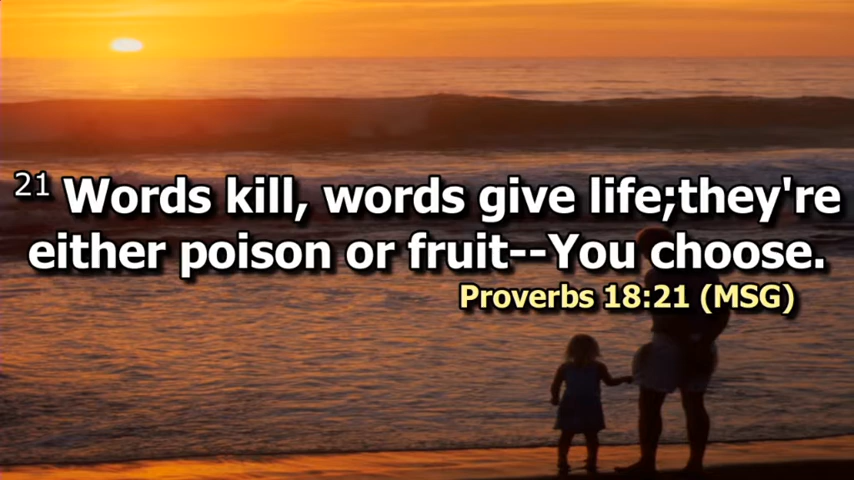 21 Words kill, words give life;they're
either poison or fruit--You choose.
Proverbs 18:21 (MSG)